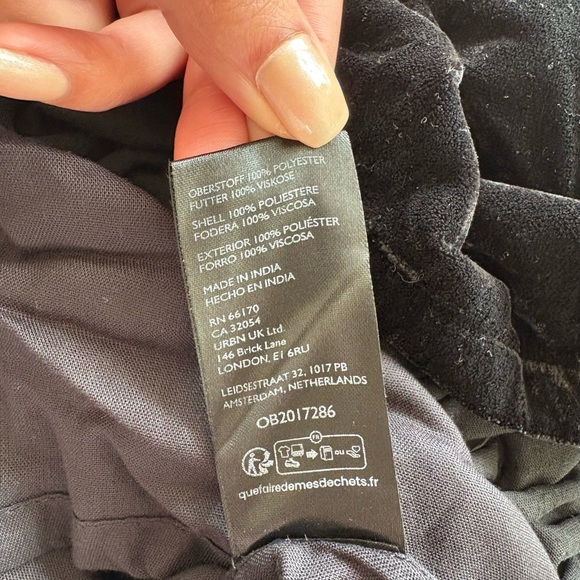 OBERSTOFF 100% POLYESTER
FUTTER 100% VISKOSE
SHELL 100% POLIESTERE
FODERA 100% VISCOSA
EXTERIOR 100% POLIÉSTER
FORRO 100% VISCOSA
MADE IN INDIA
HECHO EN INDIA
RN 66170
CA 32054
URBN UK Ltd.
146 Brick Lane
LONDON, E1 6RU
LEIDSESTRAAT 32, 1017 PB
AMSTERDAM, NETHERLANDS
OB2017286
FR
OU
quefairedemesdechets.fr